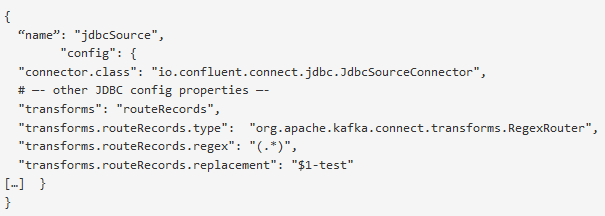 {
“name”: "jdbcSource",
"config": {
"connector.class": "io.confluent.connect.jdbc.JdbcSourceConnector",
# —- other JDBC config properties —-
"transforms": "routeRecords",
"transforms.routeRecords.type":  "org.apache.kafka.connect.transforms.RegexRouter",
"transforms.routeRecords.regex": "(.*)",
"transforms.routeRecords.replacement": "$1-test"
[…]  }
}